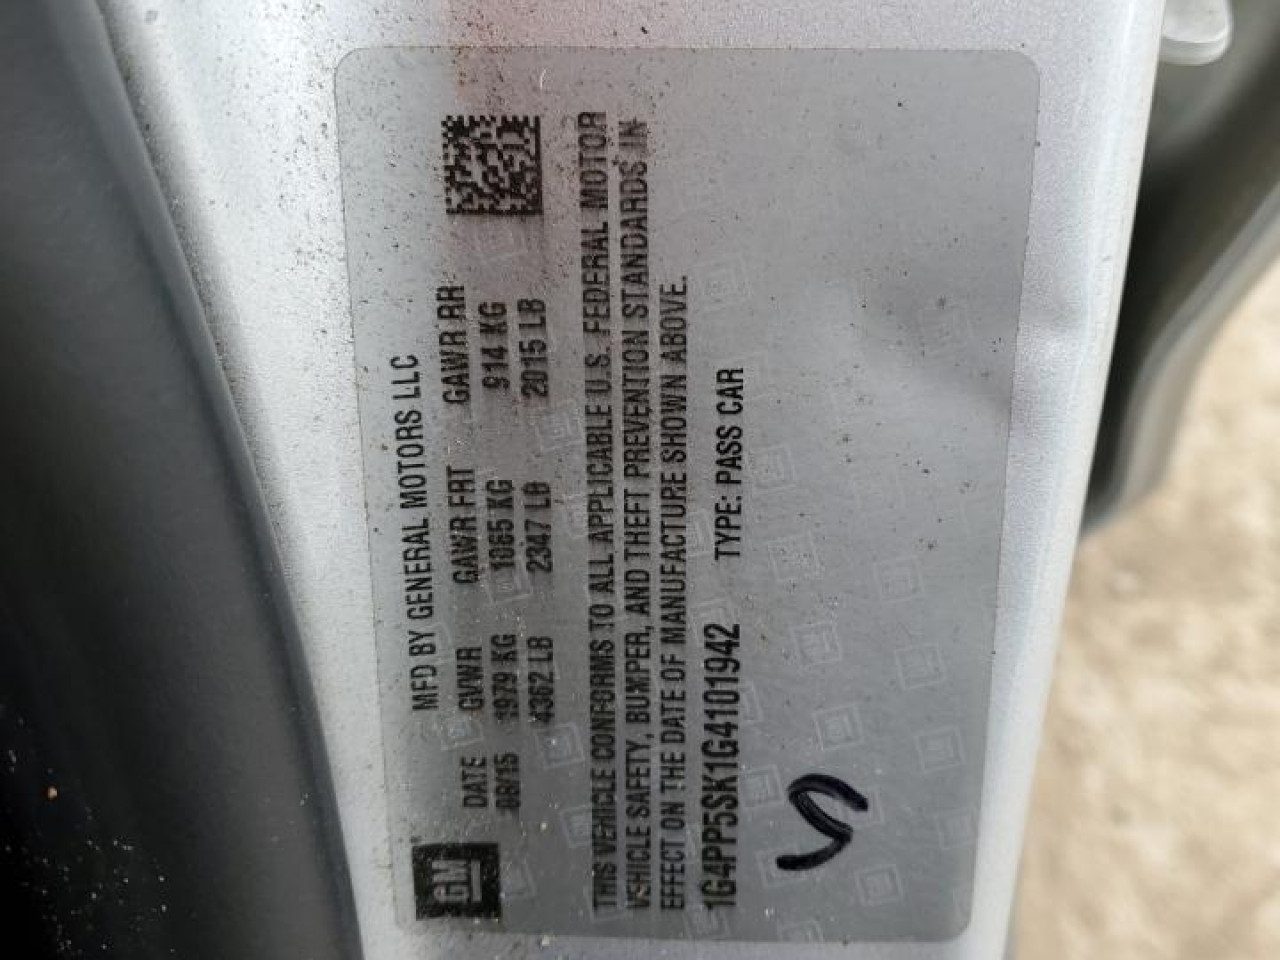 GM
MFD BY GENERAL MOTORS LLC
DATE GVWR GAWR FRT GAWR RR
08/15 1979 KG 1065 KG 914 KG
4362 LB 2347 LB 2015 LB
THIS VEHICLE CONFORMS TO ALL APPLICABLE U.S. FEDERAL MOTOR
VEHICLE SAFETY, BUMPER, AND THEFT PREVENTION STANDARDS IN
EFFECT ON THE DATE OF MANUFACTURE SHOWN ABOVE.
1G4PP5SK1G4101942 TYPE: PASS CAR